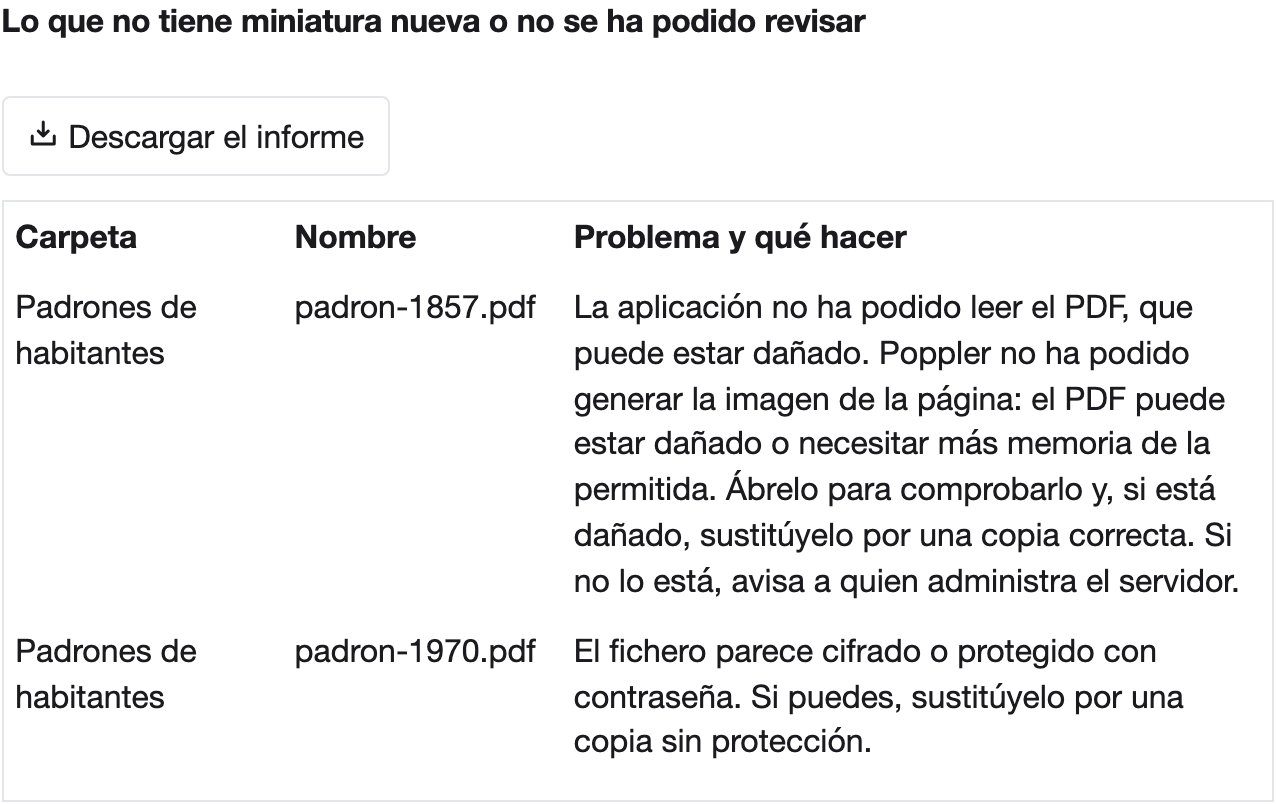 Lo que no tiene miniatura nueva o no se ha podido revisar
Descargar el informe
Carpeta Nombre Problema y qué hacer
Padrones de habitantes padron-1857.pdf La aplicación no ha podido leer el PDF, que
puede estar dañado. Poppler no ha podido
generar la imagen de la página: el PDF puede
estar dañado o necesitar más memoria de la
permitida. Ábrelo para comprobarlo y, si está
dañado, sustitúyelo por una copia correcta. Si
no lo está, avisa a quien administra el servidor.
Padrones de habitantes padron-1970.pdf El fichero parece cifrado o protegido con
contraseña. Si puedes, sustitúyelo por una
copia sin protección.